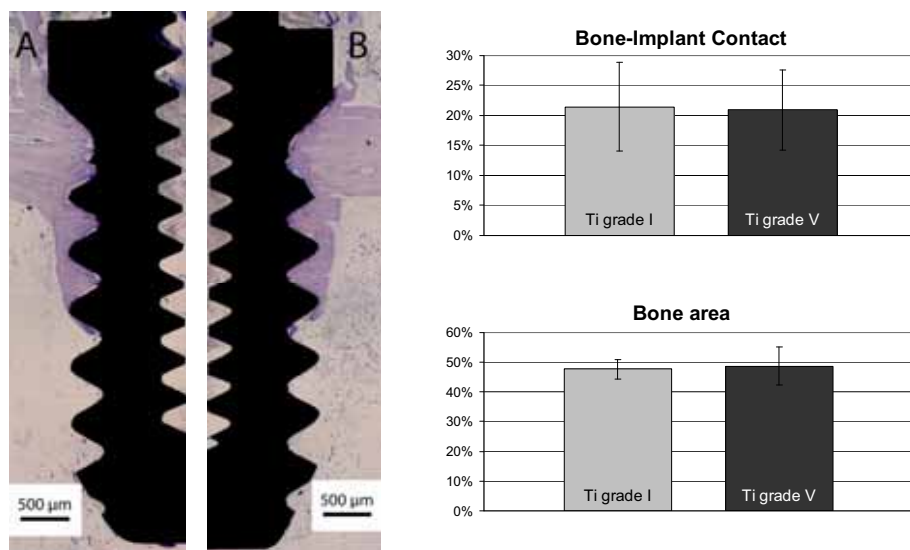 A
B
500 µm
500 µm
Bone-Implant Contact
30%
25%
20%
15%
10%
5%
0%
Ti grade I
Ti grade V
Bone area
60%
50%
40%
30%
20%
10%
0%
Ti grade I
Ti grade V